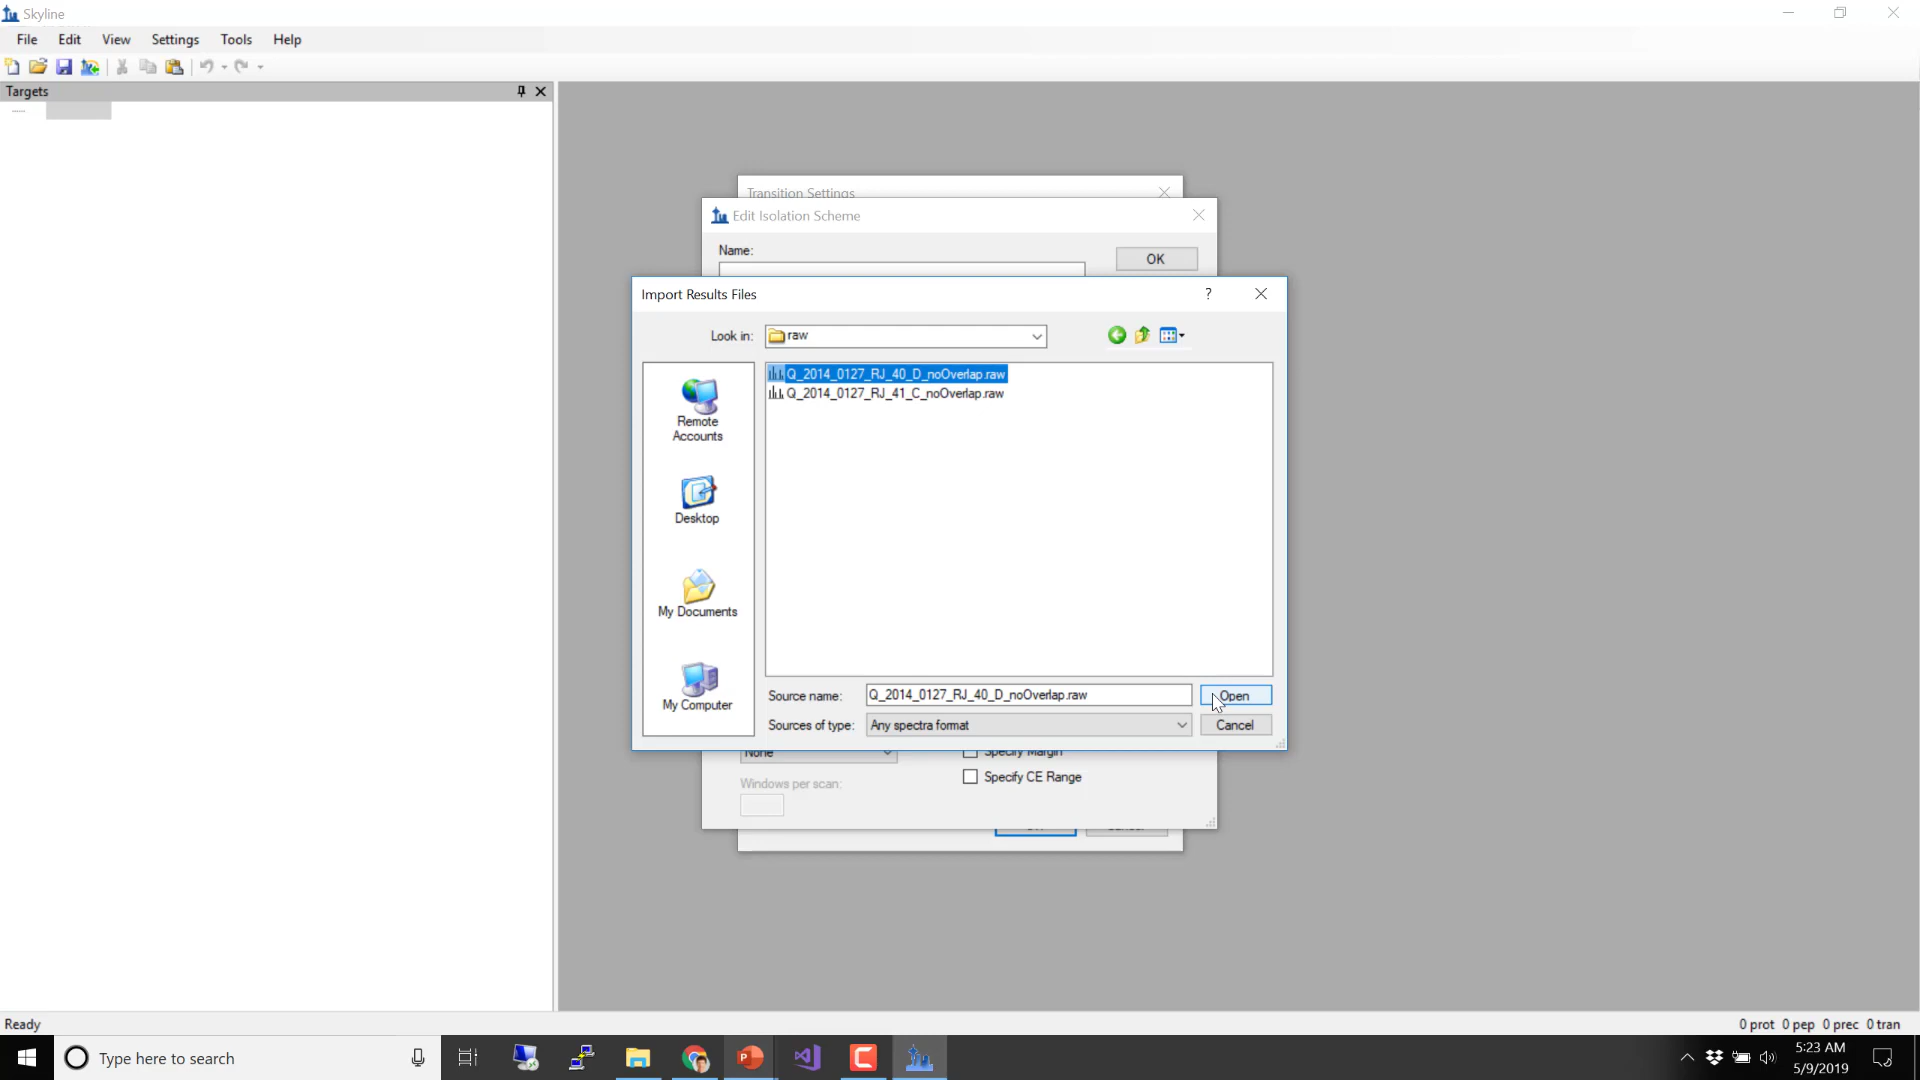 Skyline
File Edit View Settings Tools Help
Targets
Transition Settings
Edit Isolation Scheme
Name:
OK
Import Results Files
?
Look in: raw
Q_2014_0127_RJ_40_D_noOverlap.raw
Q_2014_0127_RJ_41_C_noOverlap.raw
Remote
Accounts
Desktop
My Documents
My Computer
Source name: Q_2014_0127_RJ_40_D_noOverlap.raw Open
Sources of type: Any spectra format Cancel
None Specify Margin
Specify CE Range
Windows per scan:
Ready
0 prot 0 pep 0 prec 0 tran
Type here to search
5:23 AM
5/9/2019